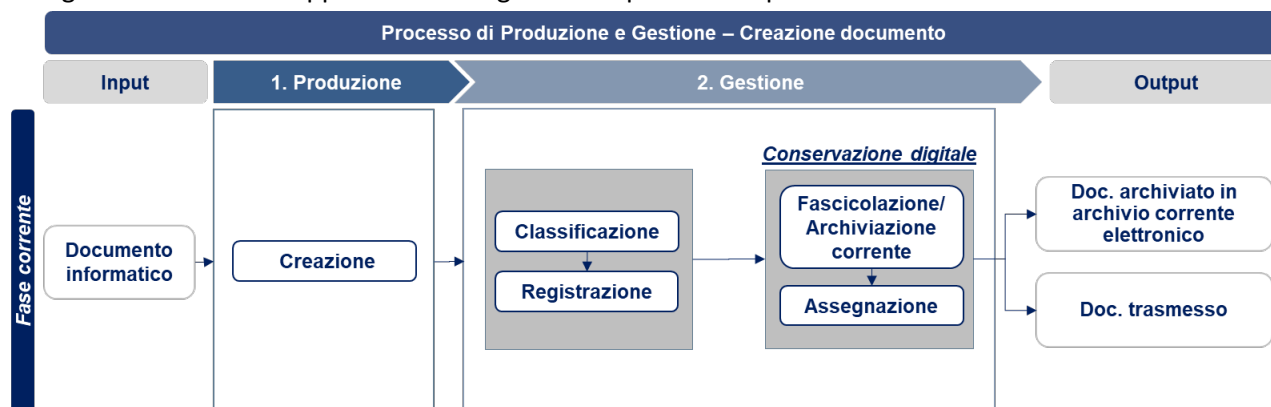 Processo di Produzione e Gestione – Creazione documento
Input
1. Produzione
2. Gestione
Output
Fase corrente
Documento
informatico
Creazione
Classificazione
Registrazione
Conservazione digitale
Fascicolazione/
Archiviazione
corrente
Assegnazione
Doc. archiviato in
archivio corrente
elettronico
Doc. trasmesso